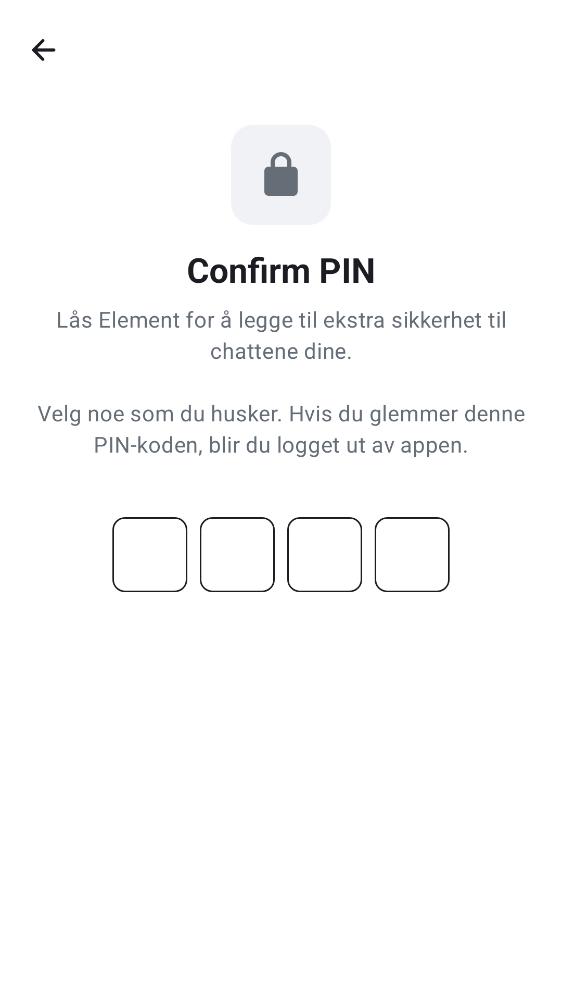 Confirm PIN
Lås Element for å legge til ekstra sikkerhet til
chattene dine.
Velg noe som du husker. Hvis du glemmer denne
PIN-koden, blir du logget ut av appen.